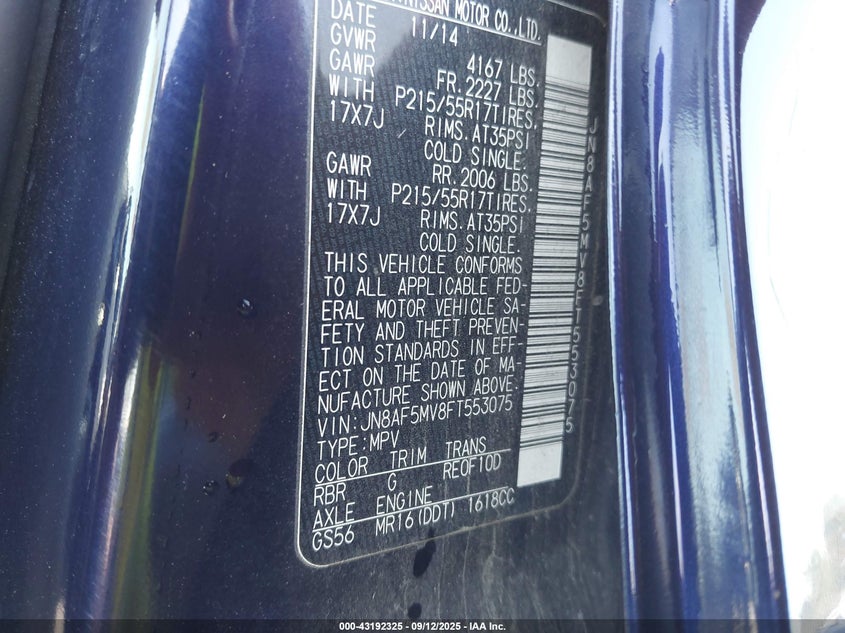 NISSAN MOTOR CO.,LTD.
DATE 11/14
GVWR 4167 LBS.
GAWR FR.2227 LBS.
WITH P215/55R17TIRES,
17X7J RIMS.AT35PSI
COLD SINGLE.
GAWR RR.2006 LBS.
WITH P215/55R17TIRES,
17X7J RIMS.AT35PSI
COLD SINGLE.
THIS VEHICLE CONFORMS
TO ALL APPLICABLE FED-
ERAL MOTOR VEHICLE SA-
FETY AND THEFT PREVEN-
TION STANDARDS IN EFF-
ECT ON THE DATE OF MA-
NUFACTURE SHOWN ABOVE.
VIN:JN8AF5MV8FT553075
TYPE:MPV
COLOR TRIM TRANS
RBR G RE0F10D
AXLE ENGINE
GS56 MR16(DDT) 1618CC
JN8AF5MV8FT553075
000-43192325 - 09/12/2025 - IAA Inc.